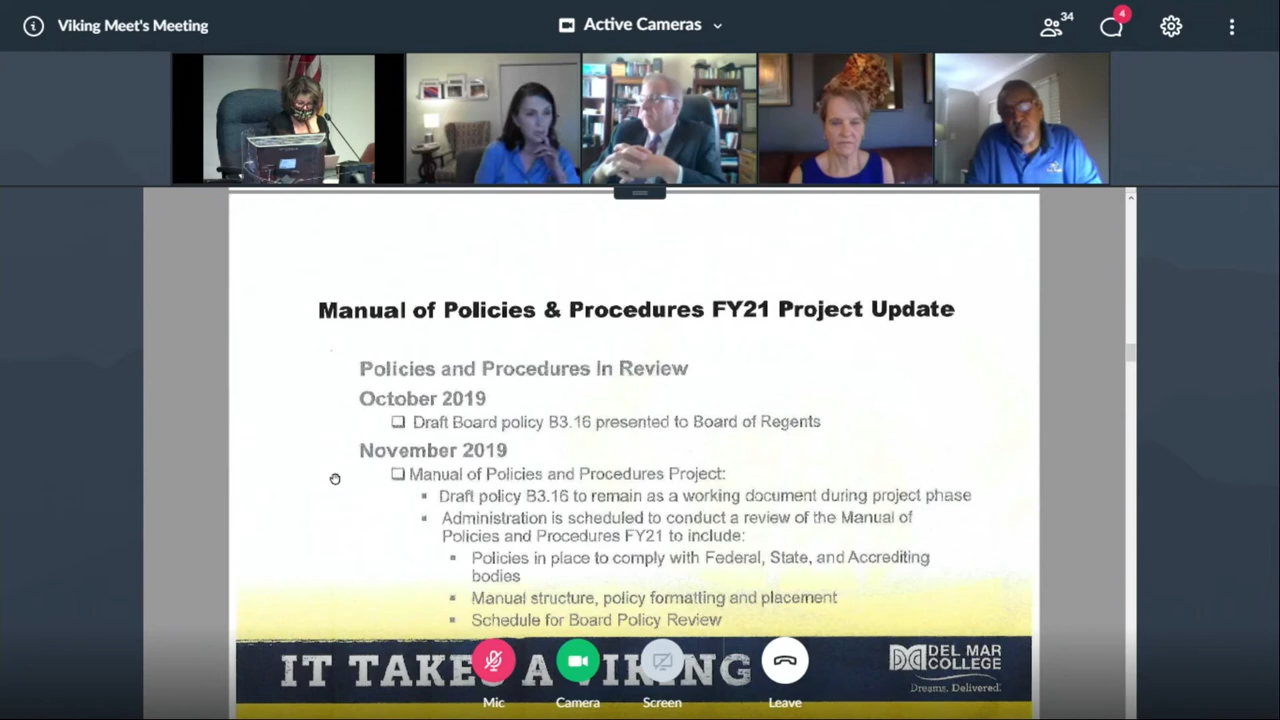 Viking Meet's Meeting
Active Cameras
34
4
Manual of Policies & Procedures FY21 Project Update
Policies and Procedures In Review
October 2019
Draft Board policy B3.16 presented to Board of Regents
November 2019
Manual of Policies and Procedures Project:
Draft policy B3.16 to remain as a working document during project phase
Administration is scheduled to conduct a review of the Manual of
Policies and Procedures FY21 to include:
Policies in place to comply with Federal, State, and Accrediting
bodies
Manual structure, policy formatting and placement
Schedule for Board Policy Review
IT TAKES A VIKING
DEL MAR
COLLEGE
Dreams. Delivered.
Mic
Camera
Screen
Leave